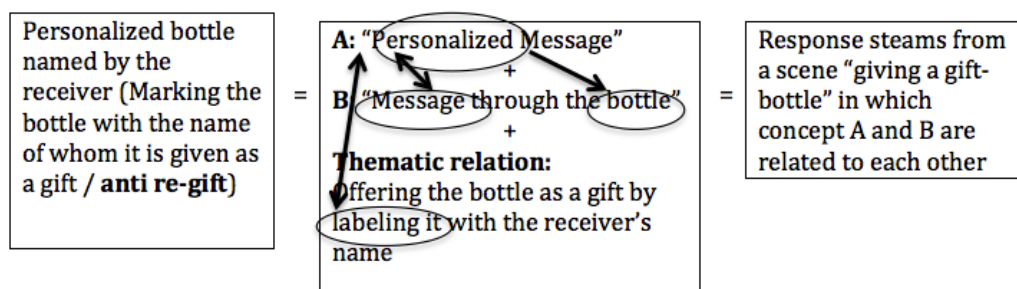 Personalized bottle
named by the
receiver (Marking the
bottle with the name
of whom it is given as
a gift / anti re-gift)
=
A: “Personalized Message”
+
B: “Message through the bottle”
+
Thematic relation:
Offering the bottle as a gift by
labeling it with the receiver’s
name
=
Response steams from
a scene “giving a gift-
bottle” in which
concept A and B are
related to each other